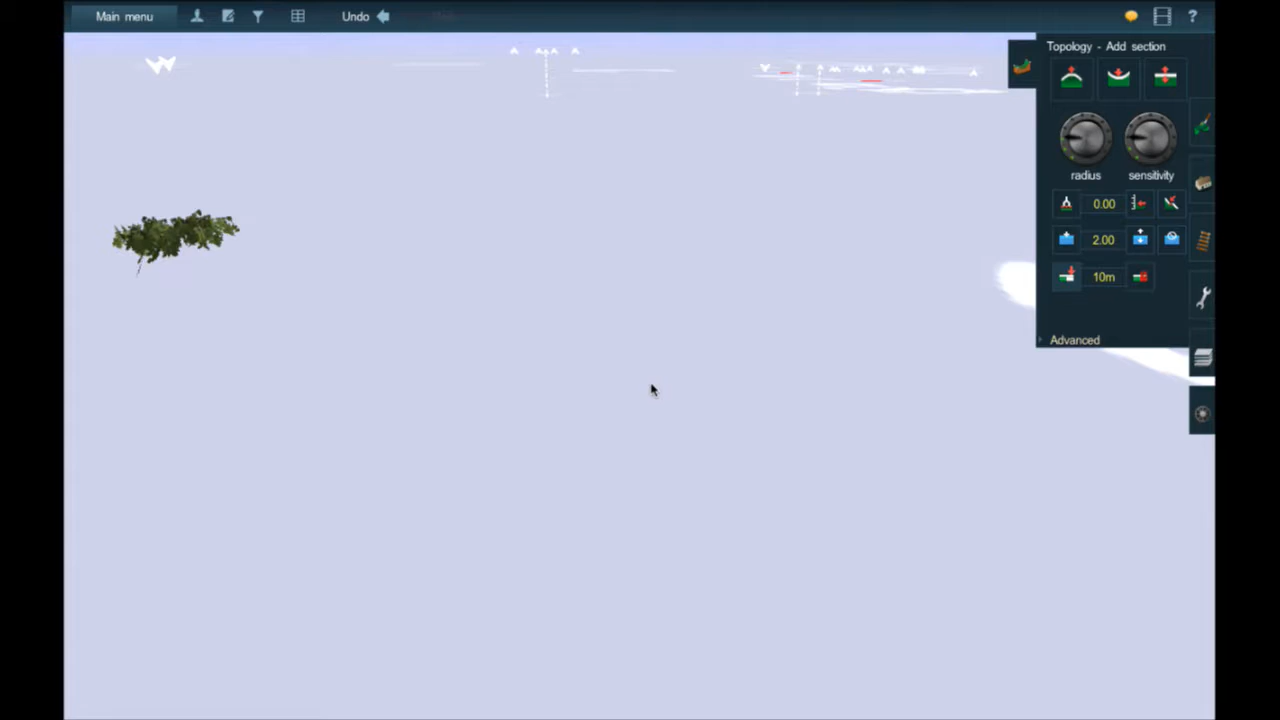 Main menu
Undo
?
Topology - Add section
radius
sensitivity
0.00
2.00
10m
Advanced